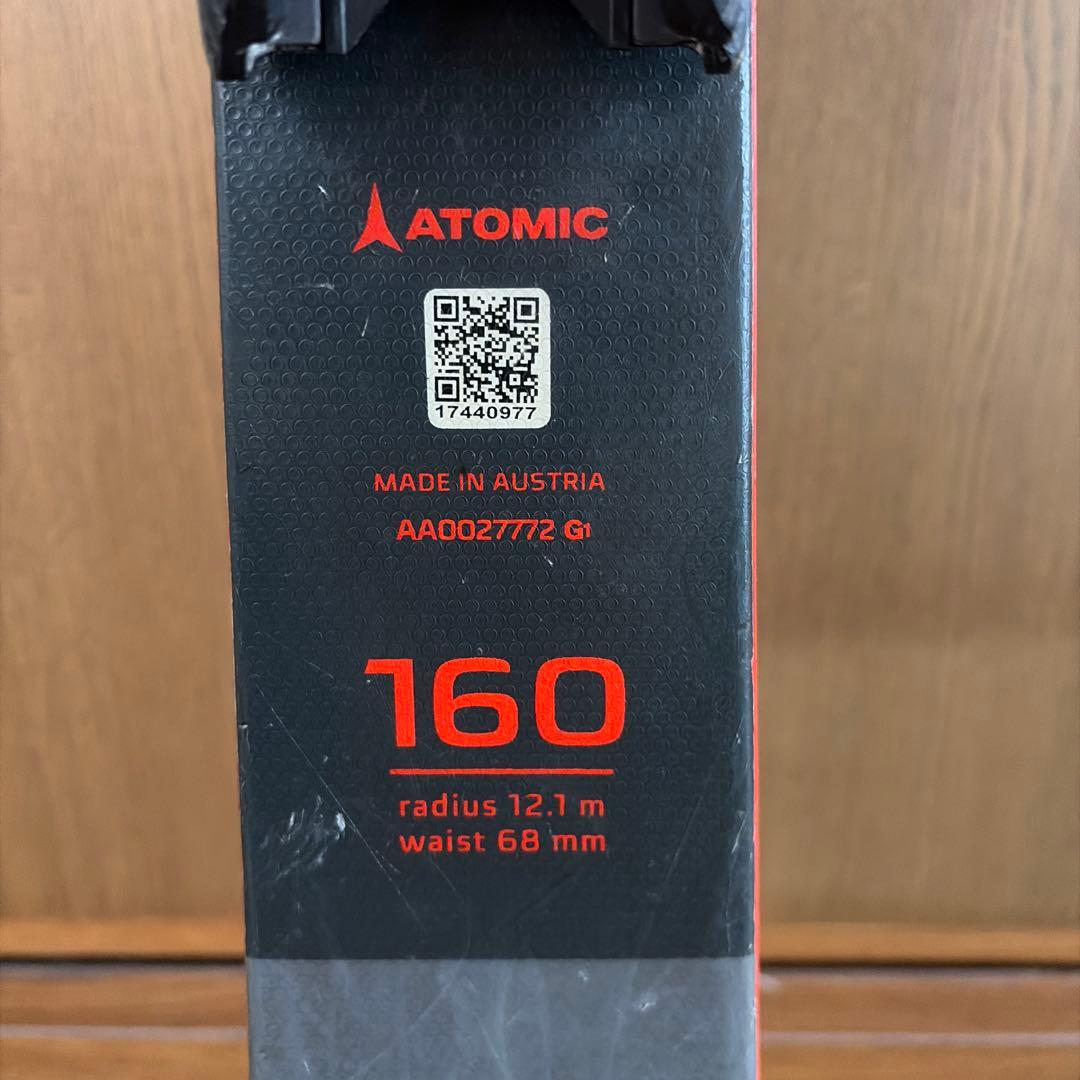 ATOMIC
17440977
MADE IN AUSTRIA
AA0027772 G1
160
radius 12.1 m
waist 68 mm